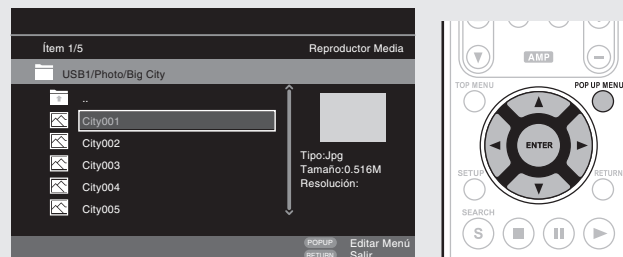 Ítem 1/5
Reproductor Media
USB1/Photo/Big City
..
City001
City002
City003
City004
City005
Tipo:Jpg
Tamaño:0.516M
Resolución:
POPUP Editar Menú
RETURN Salir
AMP
TOP MENU
POP UP MENU
ENTER
SETUP
RETURN
SEARCH
S